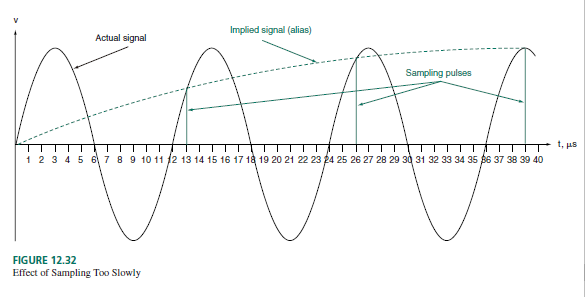 v
Actual signal
Implied signal (alias)
Sampling pulses
t, μs
1 2 3 4 5 6 7 8 9 10 11 12 13 14 15 16 17 18 19 20 21 22 23 24 25 26 27 28 29 30 31 32 33 34 35 36 37 38 39 40
FIGURE 12.32
Effect of Sampling Too Slowly